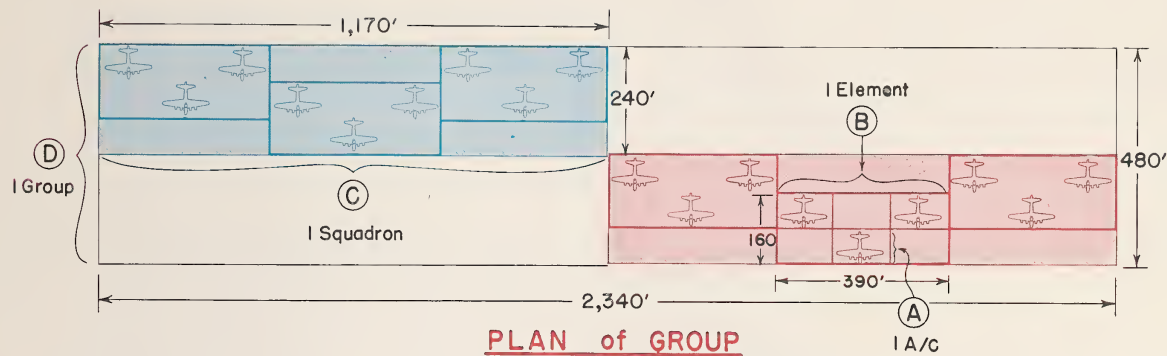 1,170'
240'
1 Element
B
D
1 Group
C
480'
1 Squadron
160
390'
A
2,340'
PLAN of GROUP
1 A/C